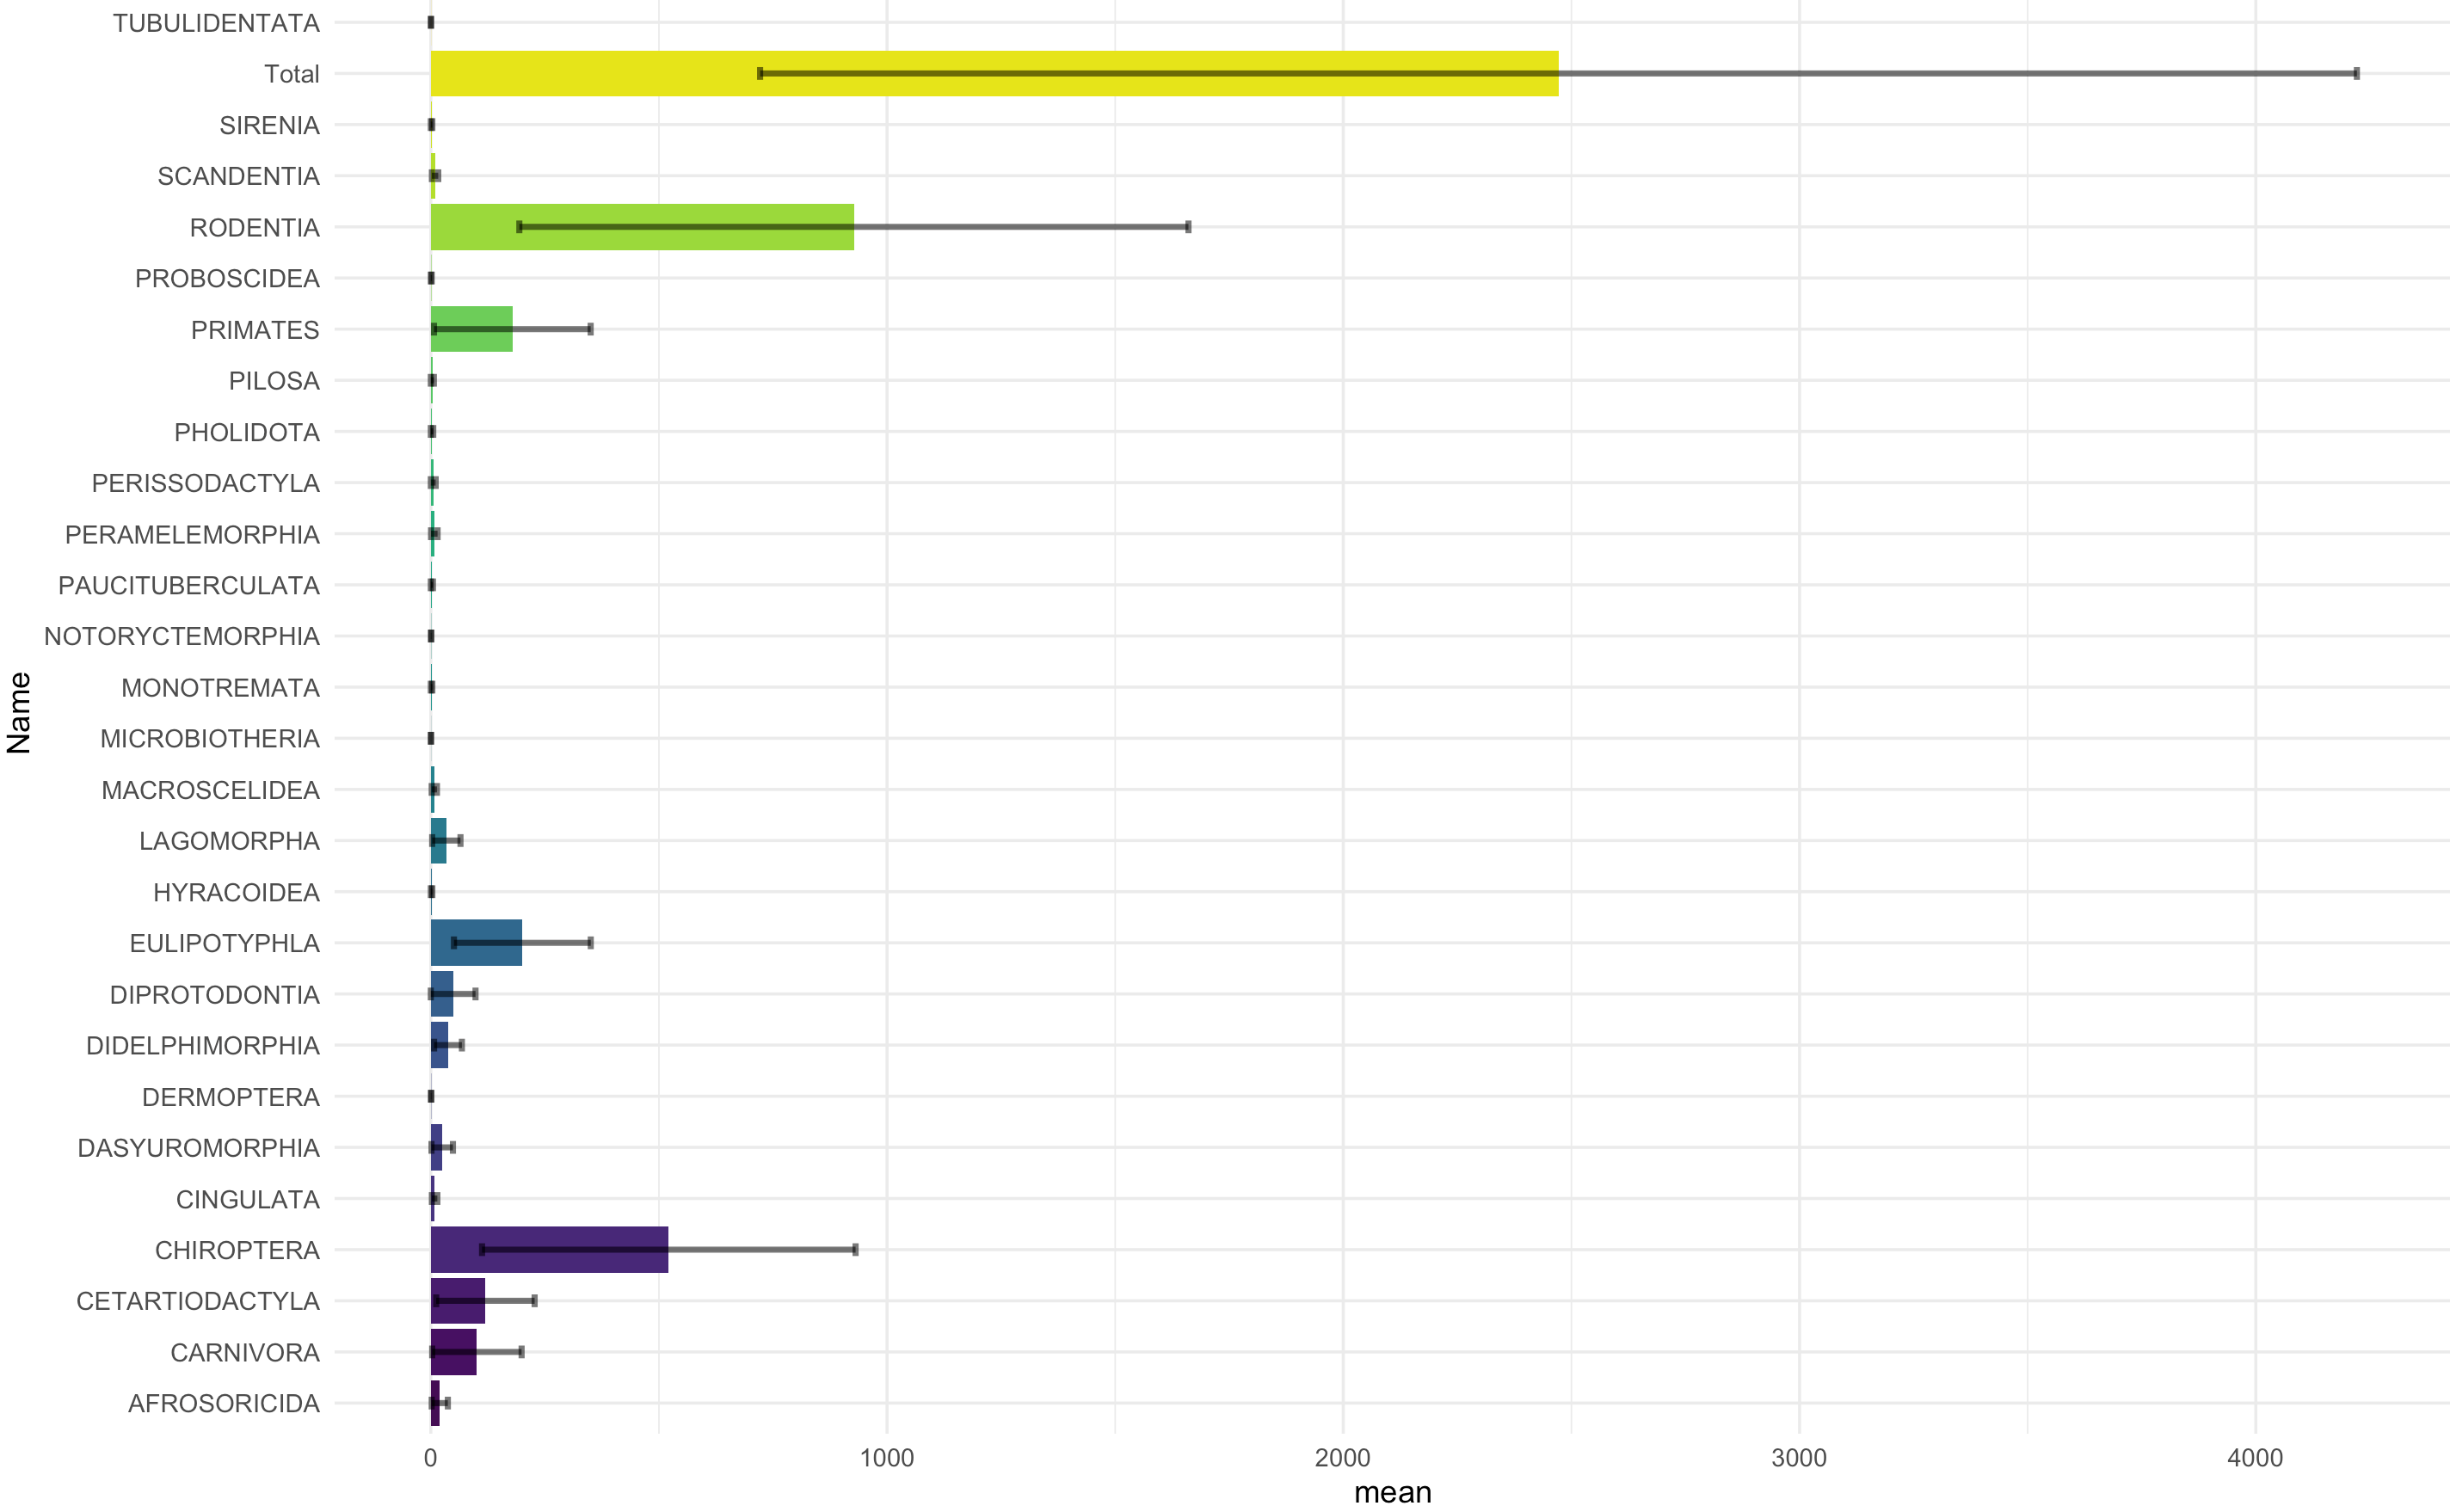 TUBULIDENTATA
Total
SIRENIA
SCANDENTIA
RODENTIA
PROBOSCIDEA
PRIMATES
PILOSA
PHOLIDOTA
PERISSODACTYLA
PERAMELEMORPHIA
PAUCITUBERCULATA
NOTORYCTEMORPHIA
MONOTREMATA
MICROBIOTHERIA
MACROSCELIDEA
LAGOMORPHA
HYRACOIDEA
EULIPOTYPHLA
DIPROTODONTIA
DIDELPHIMORPHIA
DERMOPTERA
DASYUROMORPHIA
CINGULATA
CHIROPTERA
CETARTIODACTYLA
CARNIVORA
AFROSORICIDA
Name
0 1000 2000 3000 4000
mean